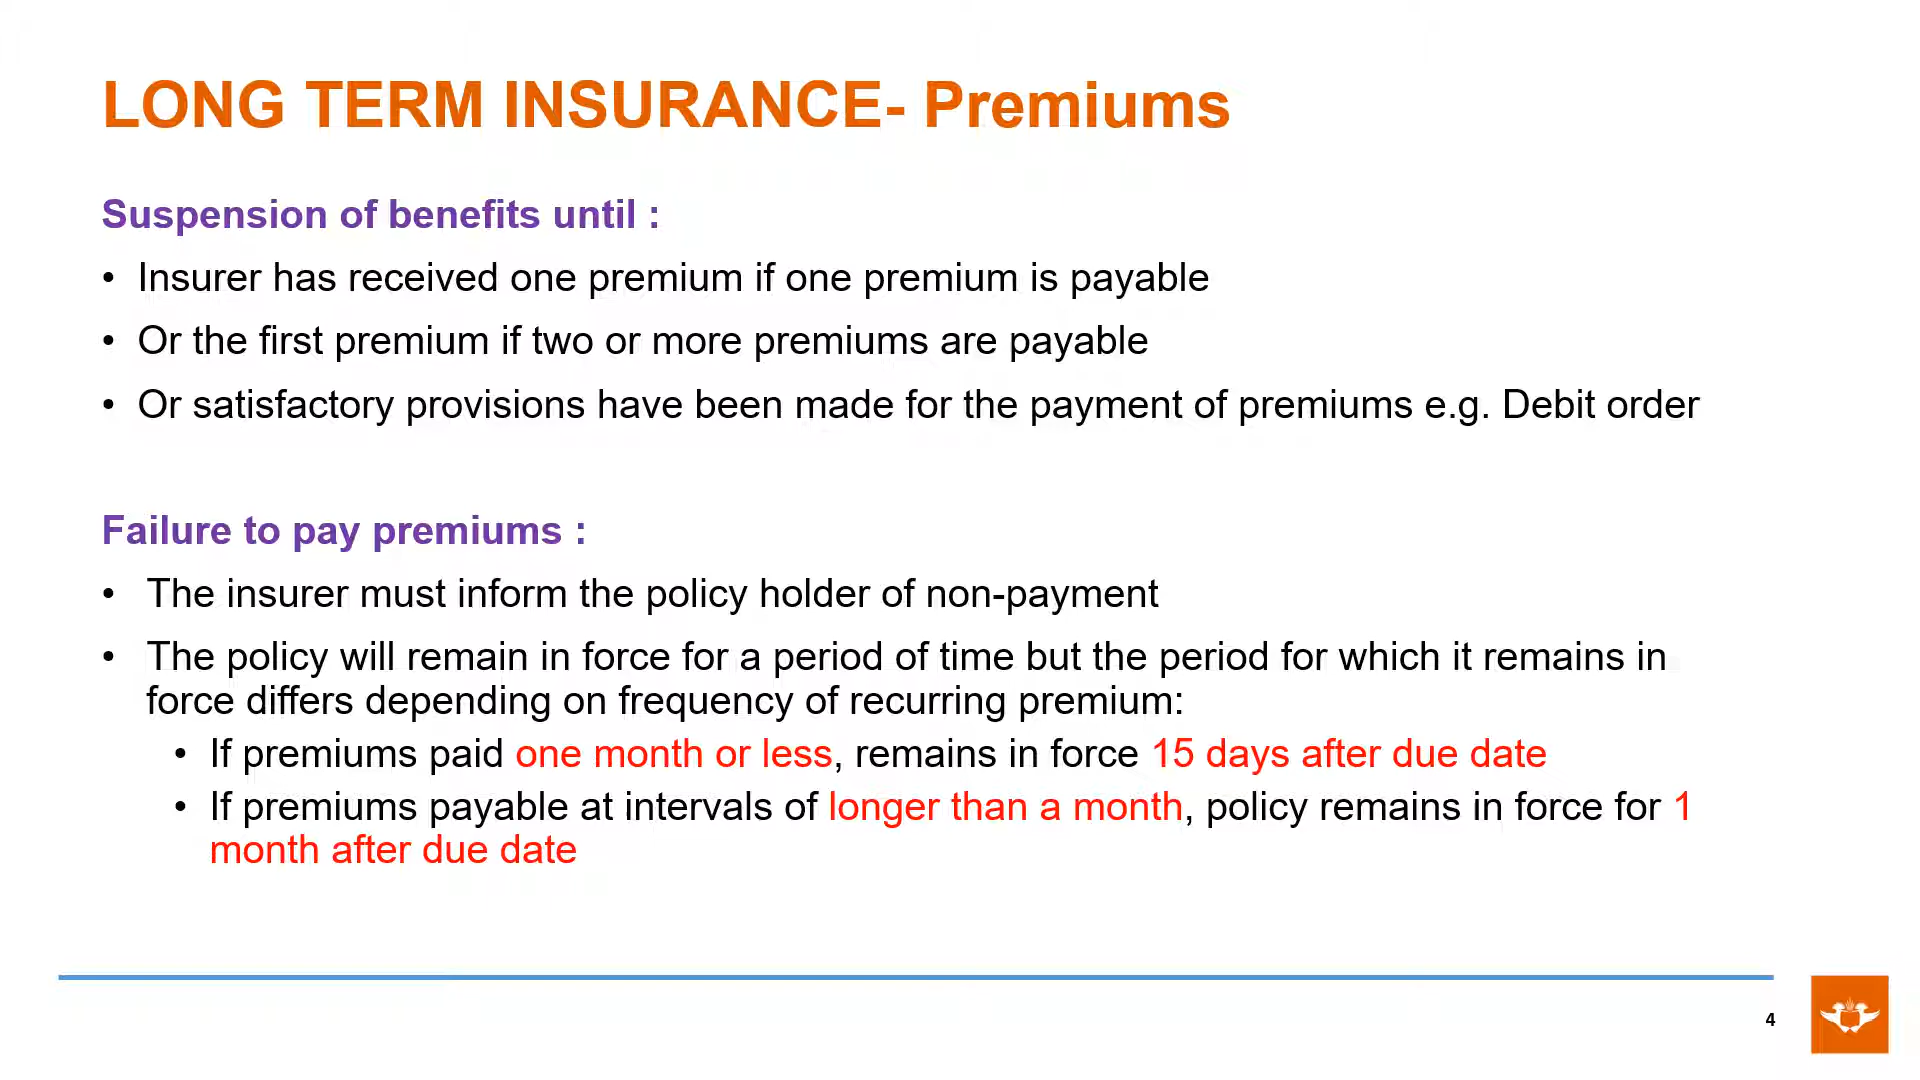 LONG TERM INSURANCE- Premiums
Suspension of benefits until :
• Insurer has received one premium if one premium is payable
• Or the first premium if two or more premiums are payable
• Or satisfactory provisions have been made for the payment of premiums e.g. Debit order
Failure to pay premiums :
• The insurer must inform the policy holder of non-payment
• The policy will remain in force for a period of time but the period for which it remains in
force differs depending on frequency of recurring premium:
• If premiums paid one month or less, remains in force 15 days after due date
• If premiums payable at intervals of longer than a month, policy remains in force for 1
month after due date
4